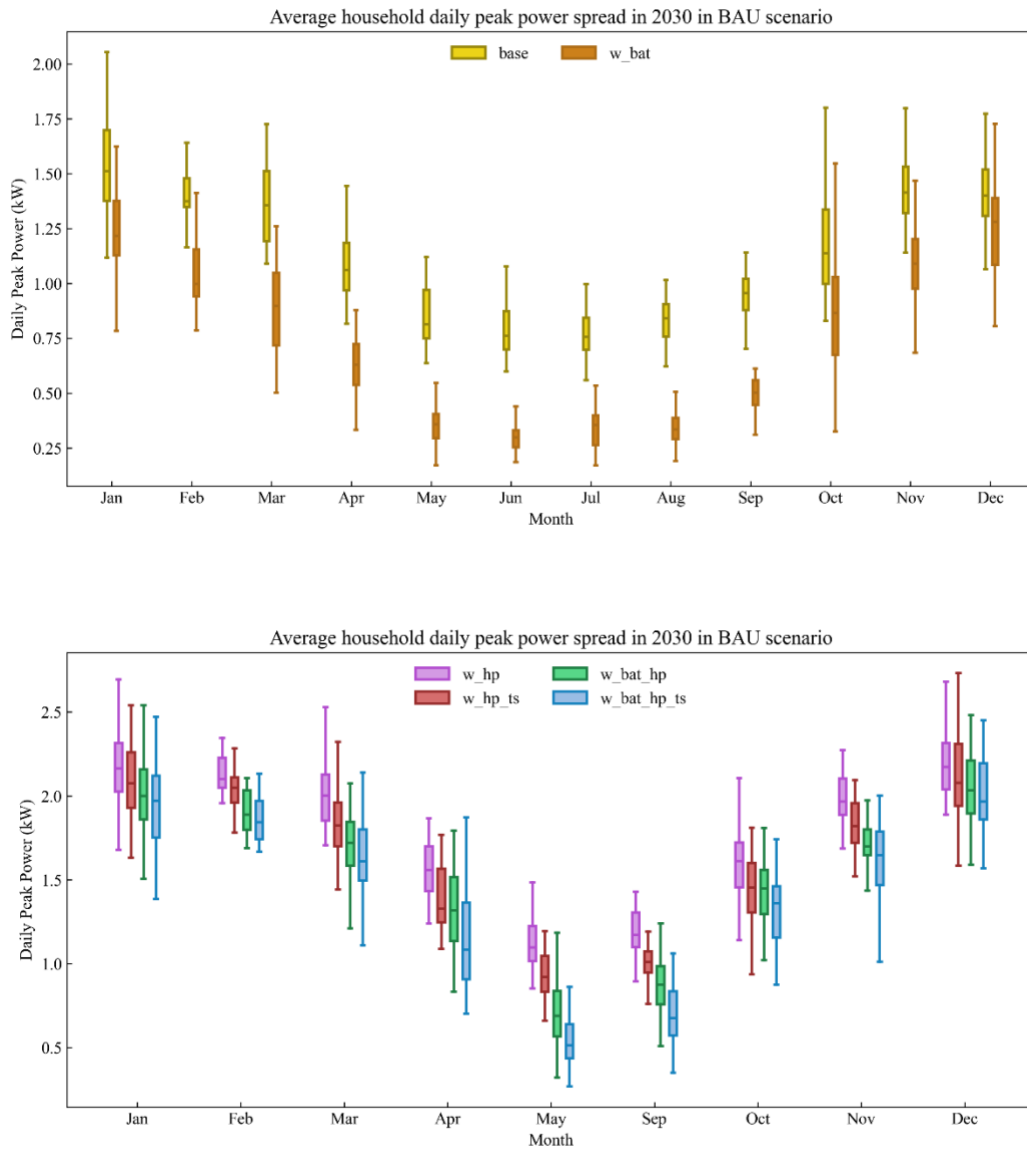 Average household daily peak power spread in 2030 in BAU scenario
base w_bat
2.00
1.75
1.50
1.25
1.00
0.75
0.50
0.25
Daily Peak Power (kW)
Jan Feb Mar Apr May Jun Jul Aug Sep Oct Nov Dec
Month
Average household daily peak power spread in 2030 in BAU scenario
w_hp w_bat_hp
w_hp_ts w_bat_hp_ts
2.5
2.0
1.5
1.0
0.5
Daily Peak Power (kW)
Jan Feb Mar Apr May Sep Oct Nov Dec
Month